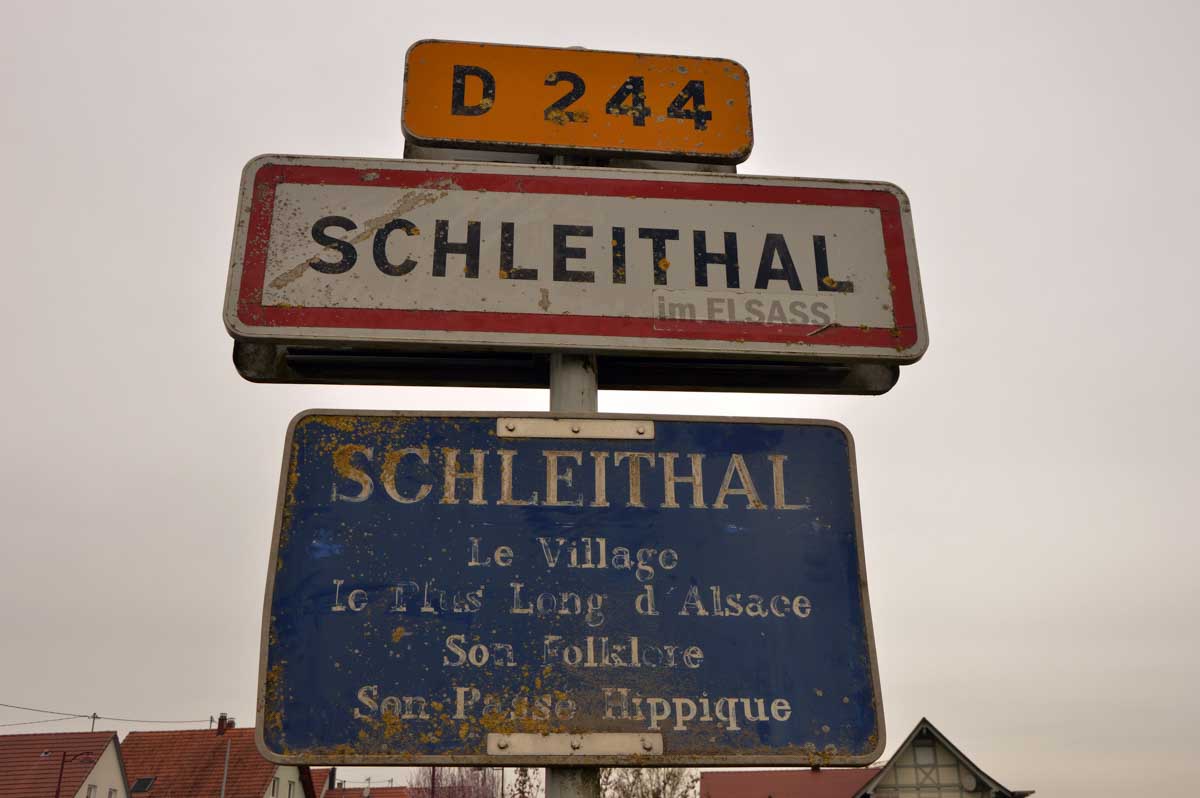 D 244
SCHLEITHAL
im ELSASS
SCHLEITHAL
Le Village
le Plus Long d'Alsace
Son Folklore
Son Passe Hippique